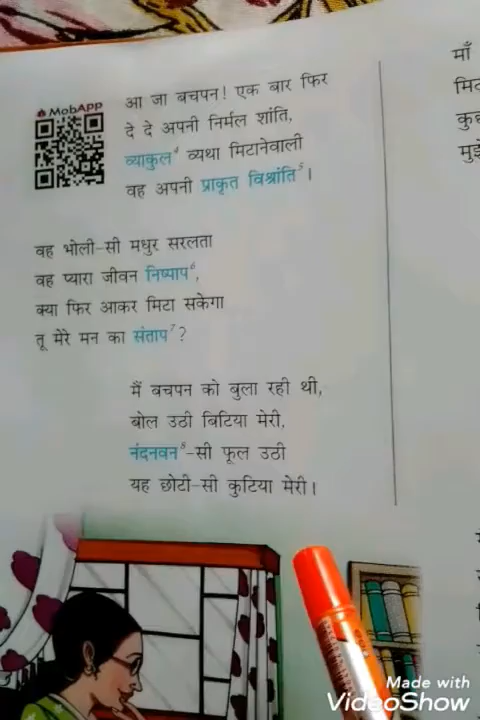 MobApp
आ जा बचपन! एक बार फिर
दे दे अपनी निर्मल शांति,
व्याकुल⁴ व्यथा मिटानेवाली
वह अपनी प्राकृत विश्रांति⁵।
वह भोली-सी मधुर सरलता
वह प्यारा जीवन निष्पाप⁶,
क्या फिर आकर मिटा सकेगा
तू मेरे मन का संताप⁷?
मैं बचपन को बुला रही थी,
बोल उठी बिटिया मेरी,
नंदनवन⁸-सी फूल उठी
यह छोटी-सी कुटिया मेरी।
माँ
Made with
VideoShow